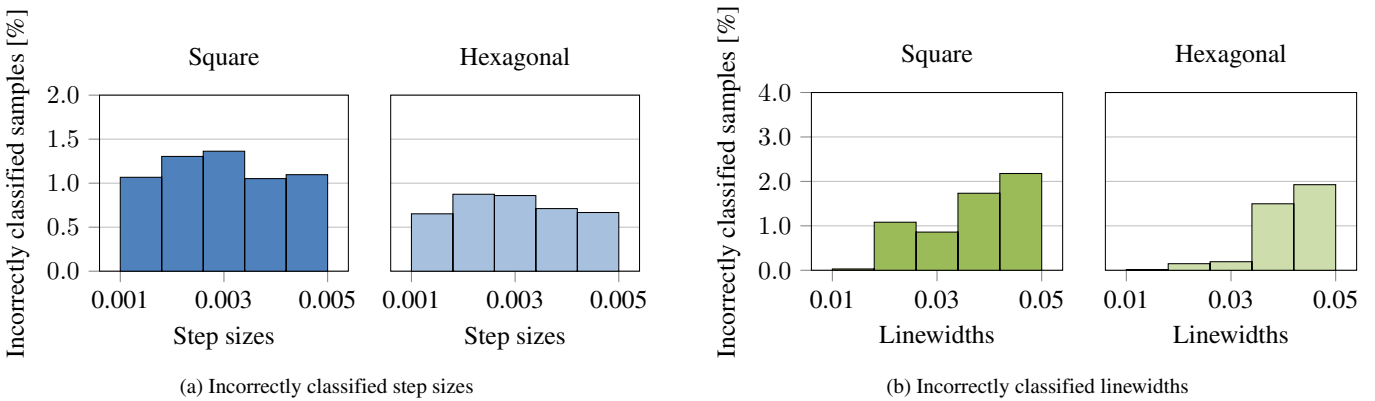 Incorrectly classified samples [%]
Square
Hexagonal
2.0
1.5
1.0
0.5
0.0
0.001
0.003
0.005
0.001
0.003
0.005
Step sizes
Step sizes
(a) Incorrectly classified step sizes
Incorrectly classified samples [%]
Square
Hexagonal
4.0
3.0
2.0
1.0
0.0
0.01
0.03
0.05
0.01
0.03
0.05
Linewidths
Linewidths
(b) Incorrectly classified linewidths